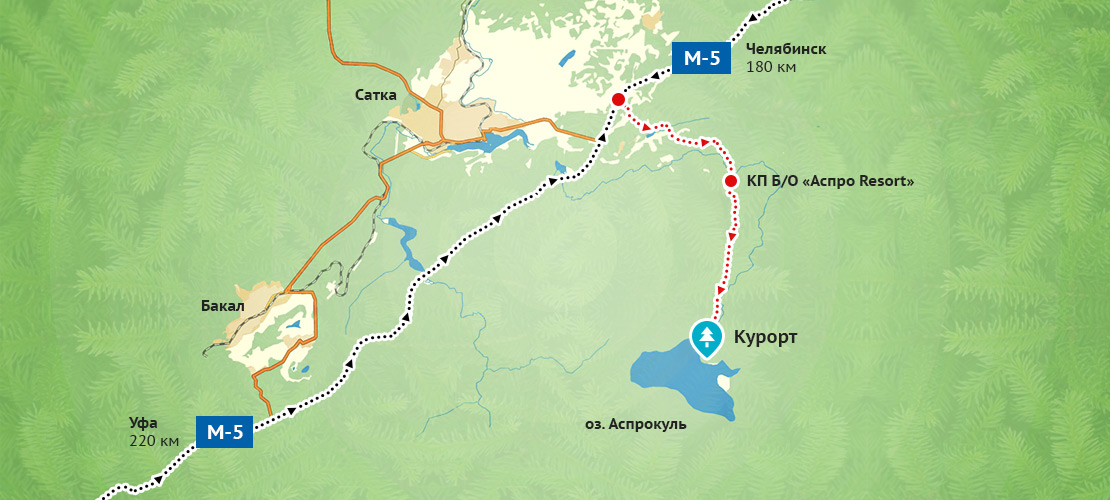 М-5
Челябинск
180 км
Сатка
КП Б/О «Аспро Resort»
Бакал
Курорт
оз. Аспрокуль
Уфа
220 км
М-5